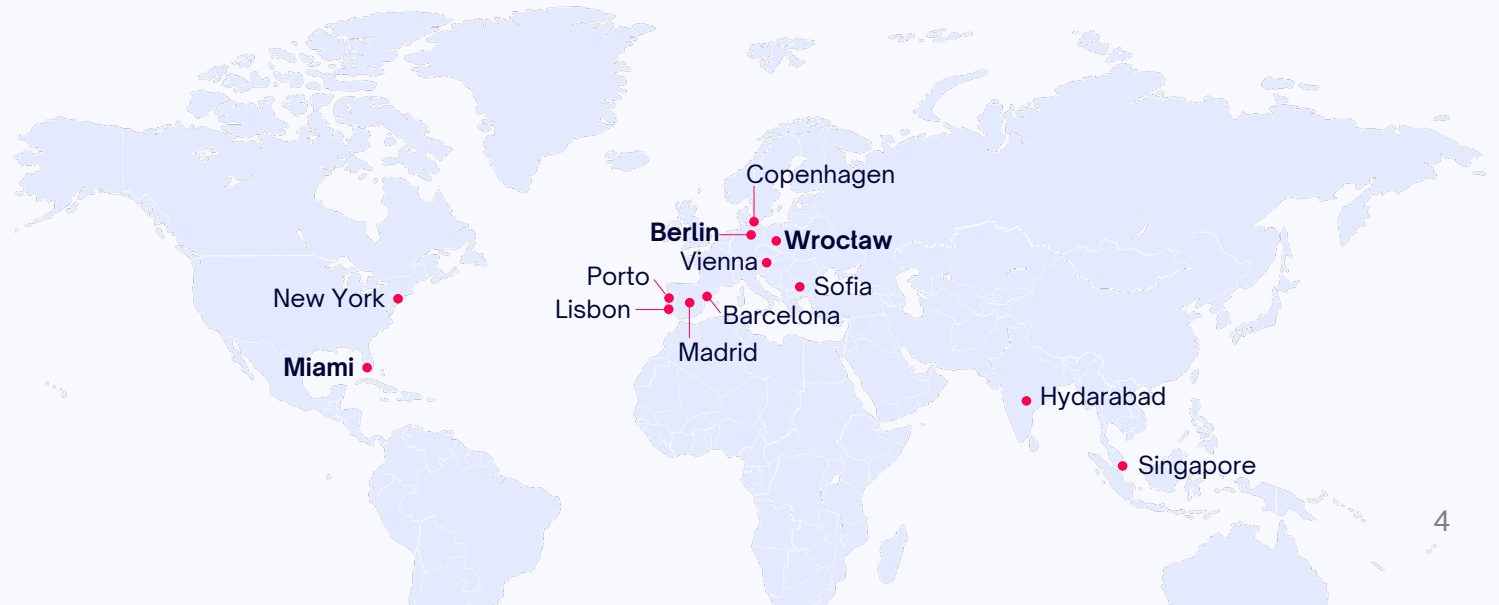 Copenhagen
Berlin
Wrocław
Vienna
Porto
Sofia
New York
Lisbon
Barcelona
Madrid
Miami
Hydarabad
Singapore
4